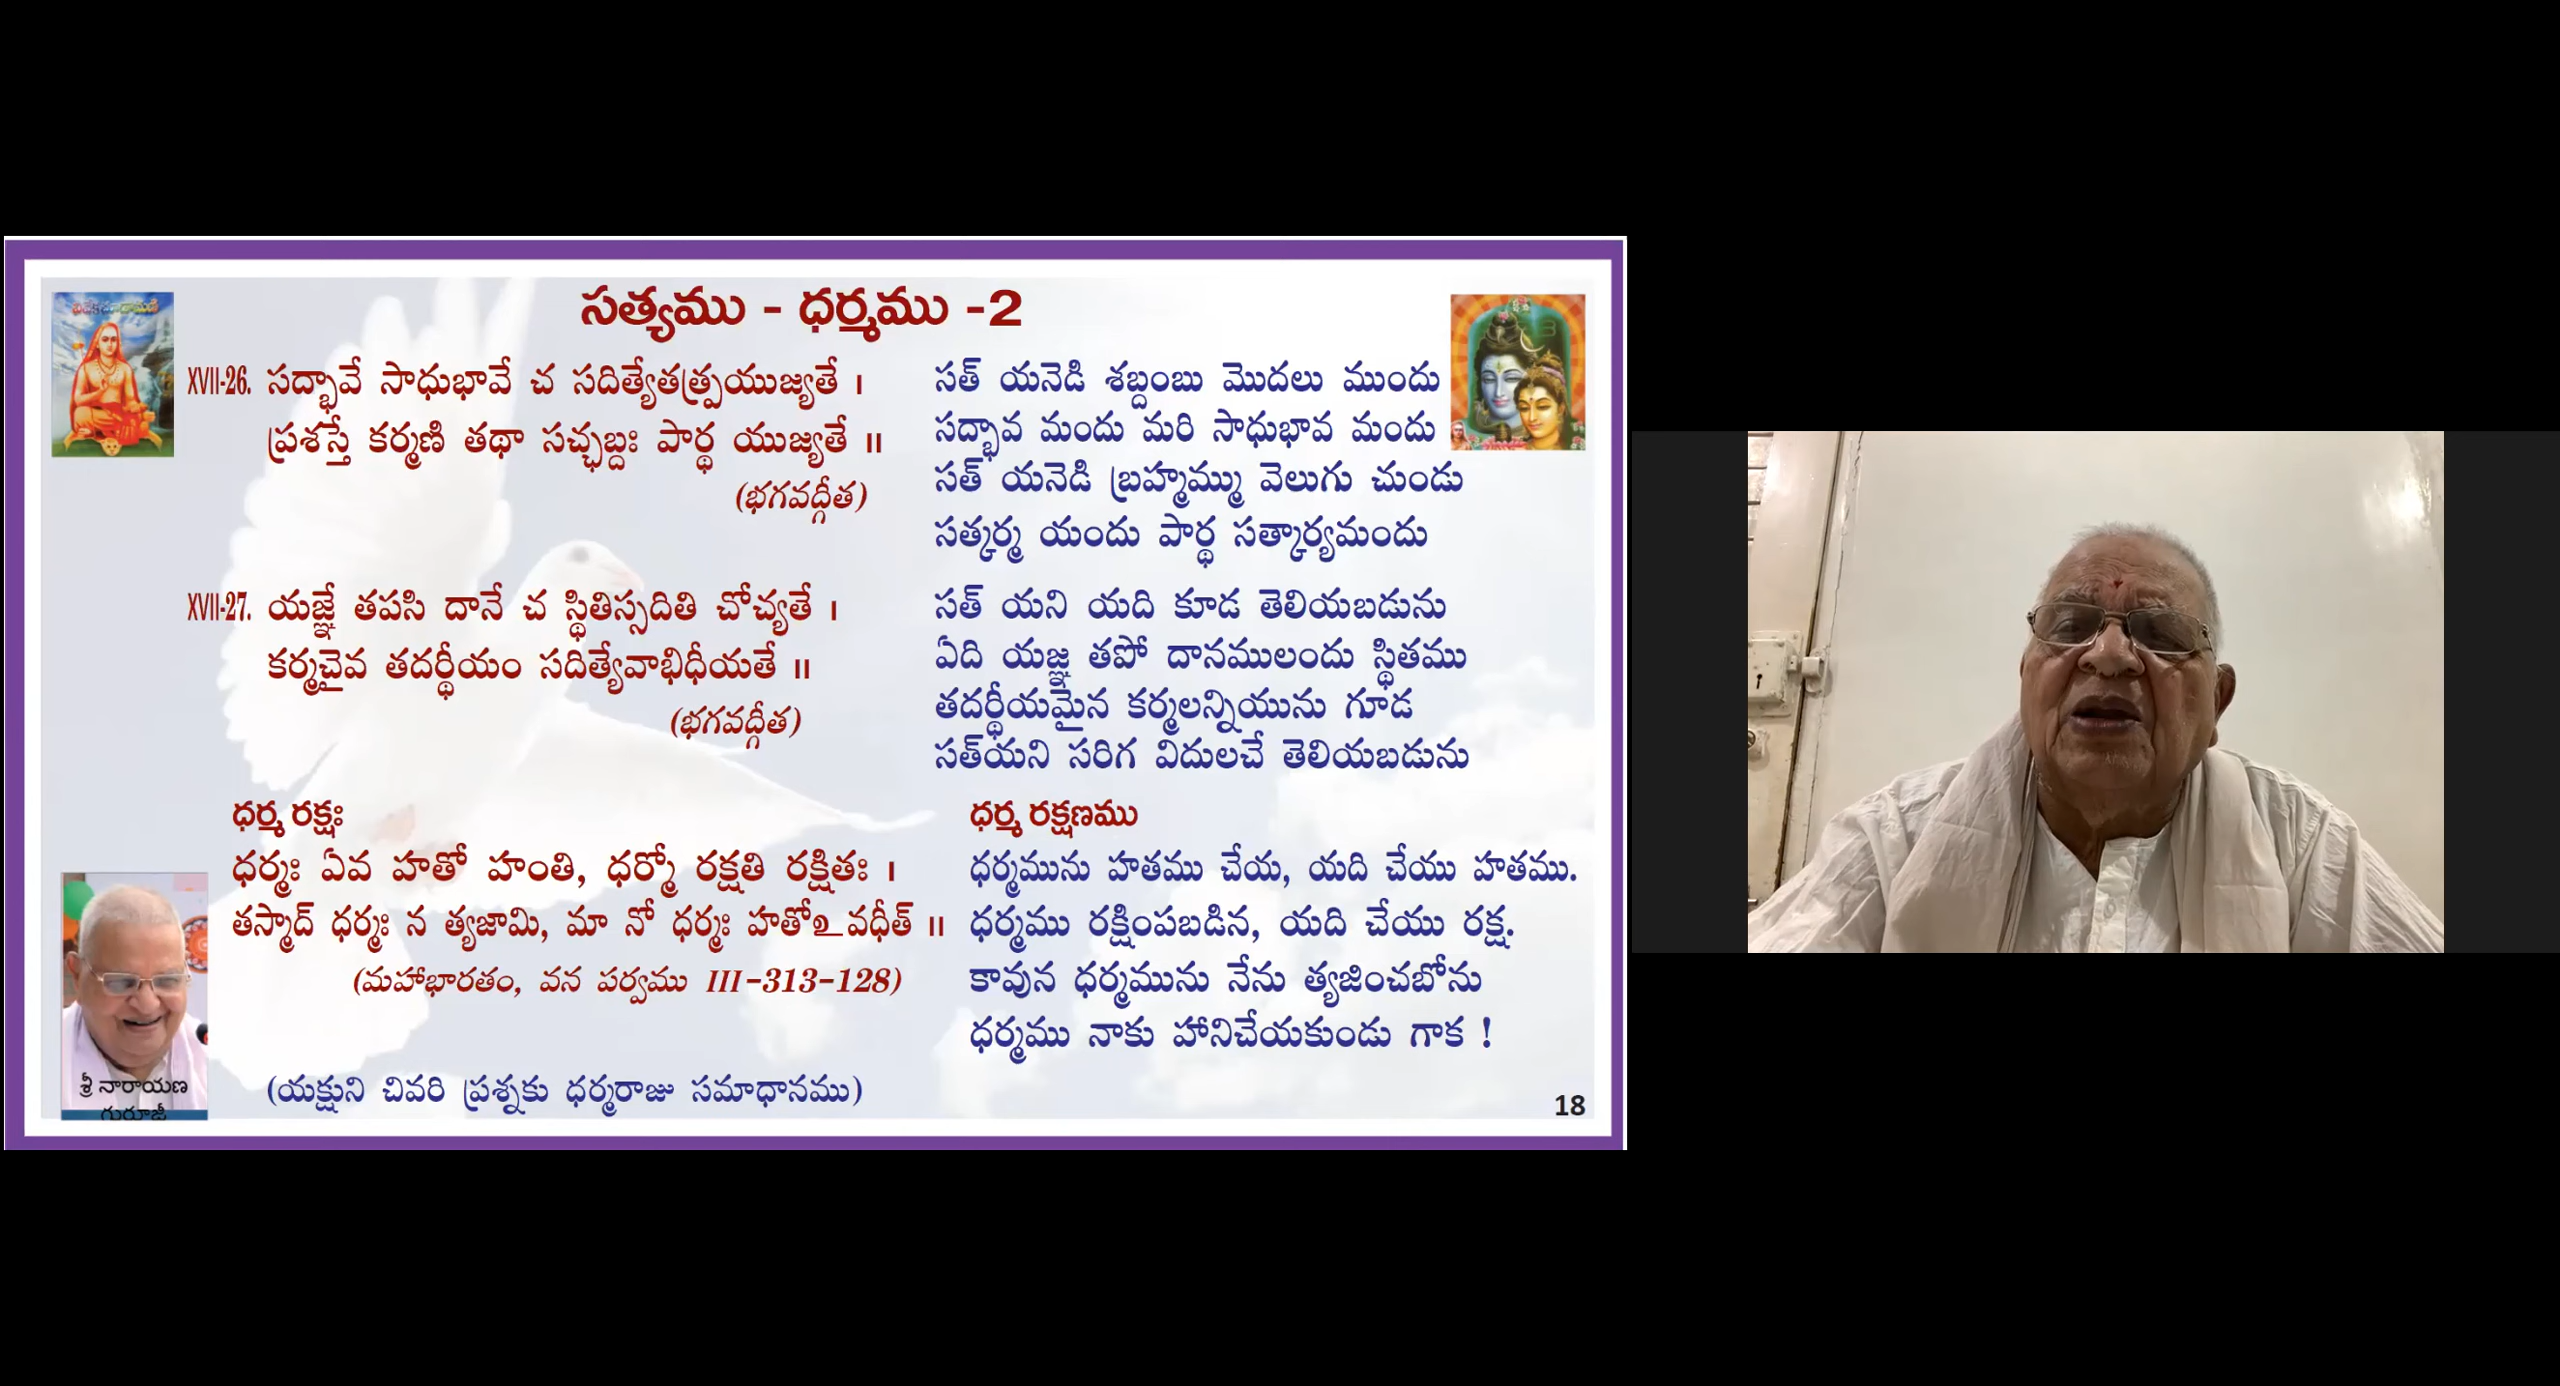 సత్యము - ధర్మము -2
వివేకచూడామణి
XVII-26. సద్భావే సాధుభావే చ సదిత్యేతత్ప్రయుజ్యతే ।
ప్రశస్తే కర్మణి తథా సచ్ఛబ్దః పార్థ యుజ్యతే ॥
(భగవద్గీత)
సత్ యనెడి శబ్దంబు మొదలు ముందు
సద్భావ మందు మరి సాధుభావ మందు
సత్ యనెడి బ్రహ్మమ్ము వెలుగు చుండు
సత్కర్మ యందు పార్థ సత్కార్యమందు
XVII-27. యజ్ఞే తపసి దానే చ స్థితిస్సదితి చోచ్యతే ।
కర్మచైవ తదర్థీయం సదిత్యేవాభిధీయతే ॥
(భగవద్గీత)
సత్ యని యది కూడ తెలియబడును
ఏది యజ్ఞ తపో దానములందు స్థితము
తదర్థీయమైన కర్మలన్నియును గూడ
సత్‌యని సరిగ విదులచే తెలియబడును
ధర్మ రక్షః
ధర్మః ఏవ హతో హంతి, ధర్మో రక్షతి రక్షితః ।
తస్మాద్ ధర్మః న త్యజామి, మా నో ధర్మః హతోఽవధీత్ ॥
(మహాభారతం, వన పర్వము III-313-128)
ధర్మ రక్షణము
ధర్మమును హతము చేయ, యది చేయు హతము.
ధర్మము రక్షింపబడిన, యది చేయు రక్ష.
కావున ధర్మమును నేను త్యజించబోను
ధర్మము నాకు హానిచేయకుండు గాక !
శ్రీ నారాయణ
గురూజీ
(యక్షుని చివరి ప్రశ్నకు ధర్మరాజు సమాధానము)
18